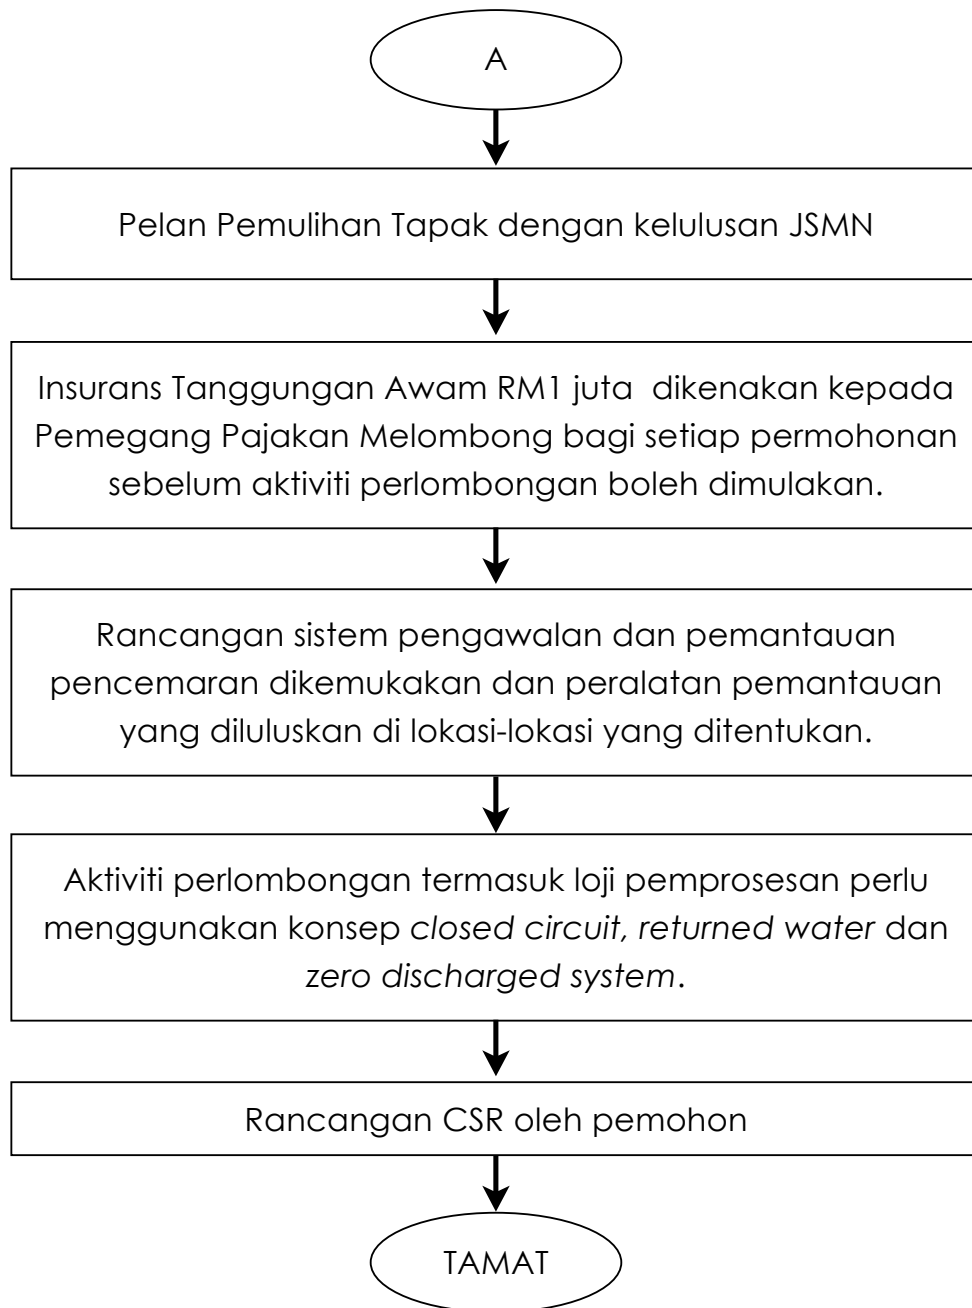 A
Pelan Pemulihan Tapak dengan kelulusan JSMN
Insurans Tanggungan Awam RM1 juta dikenakan kepada
Pemegang Pajakan Melombong bagi setiap permohonan
sebelum aktiviti perlombongan boleh dimulakan.
Rancangan sistem pengawalan dan pemantauan
pencemaran dikemukakan dan peralatan pemantauan
yang diluluskan di lokasi-lokasi yang ditentukan.
Aktiviti perlombongan termasuk loji pemprosesan perlu
menggunakan konsep closed circuit, returned water dan
zero discharged system.
Rancangan CSR oleh pemohon
TAMAT